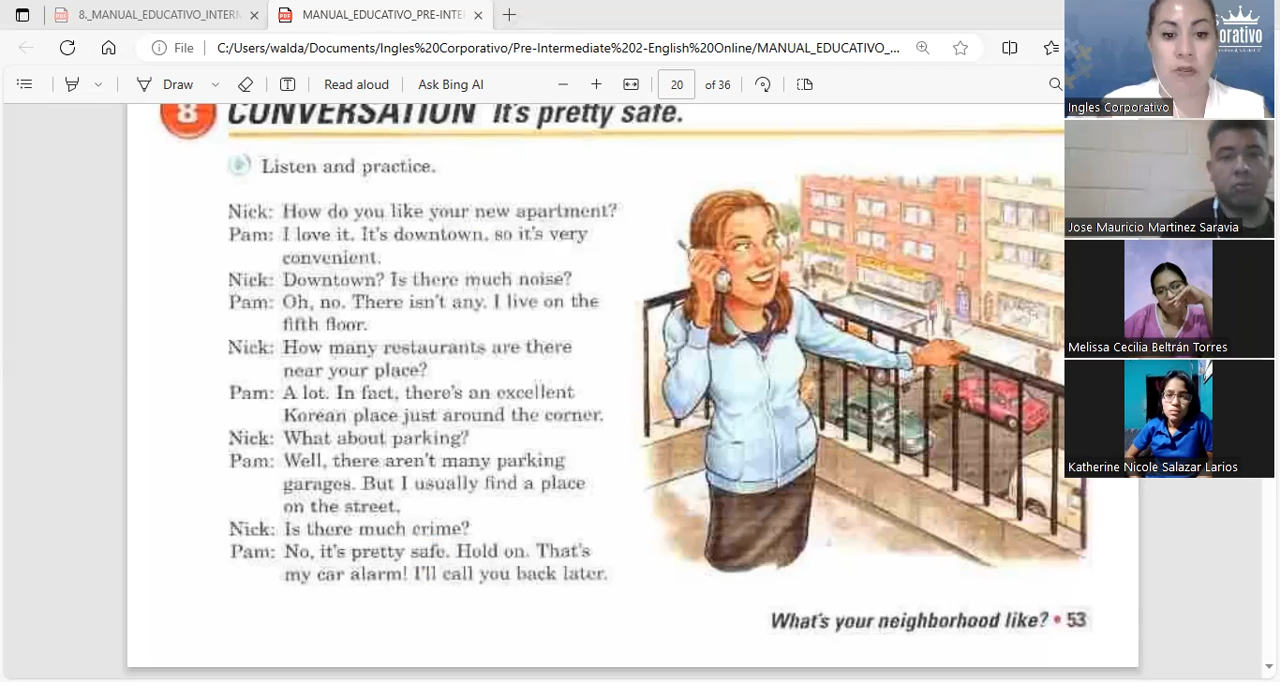 8._MANUAL_EDUCATIVO_INTERN
MANUAL_EDUCATIVO_PRE-INTE
File
C:/Users/walda/Documents/Ingles%20Corporativo/Pre-Intermediate%202-English%20Online/MANUAL_EDUCATIVO_...
Draw
Read aloud
Ask Bing AI
20
of 36
8 CONVERSATION It's pretty safe.
Listen and practice.
Nick: How do you like your new apartment?
Pam: I love it. It's downtown, so it's very
convenient.
Nick: Downtown? Is there much noise?
Pam: Oh, no. There isn't any. I live on the
fifth floor.
Nick: How many restaurants are there
near your place?
Pam: A lot. In fact, there's an excellent
Korean place just around the corner.
Nick: What about parking?
Pam: Well, there aren't many parking
garages. But I usually find a place
on the street.
Nick: Is there much crime?
Pam: No, it's pretty safe. Hold on. That's
my car alarm! I'll call you back later.
What's your neighborhood like? • 53
orativo
Ingles Corporativo
Jose Mauricio Martinez Saravia
Melissa Cecilia Beltrán Torres
Katherine Nicole Salazar Larios